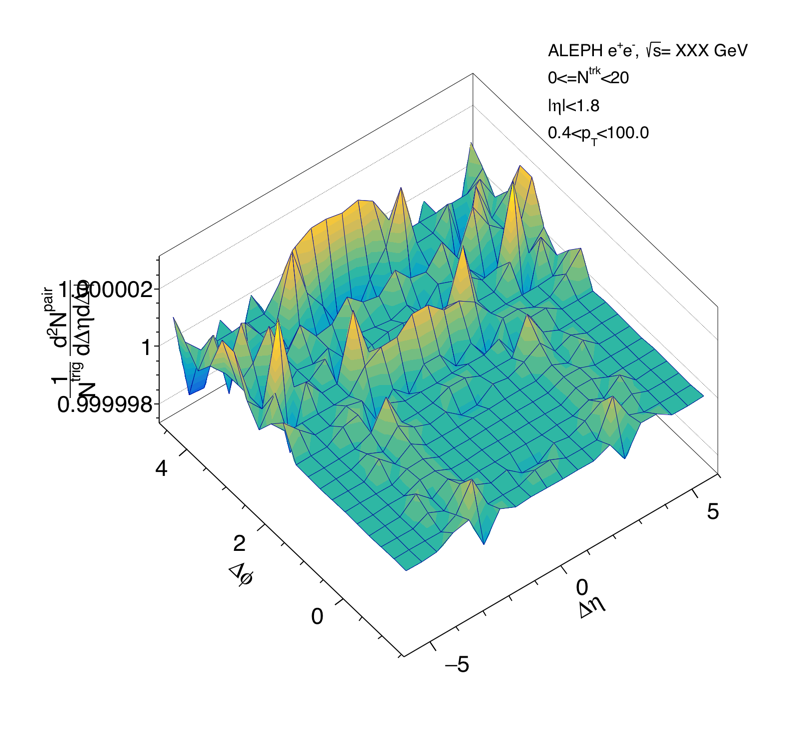 ALEPH e⁺e⁻, √s= XXX GeV
0<=Nᵗʳᵏ<20
|η|<1.8
0.4<p_T<100.0
1.000002
1
0.999998
1/N^trig d²N^pair/dΔηdΔφ
4
2
0
Δφ
5
0
−5
Δη